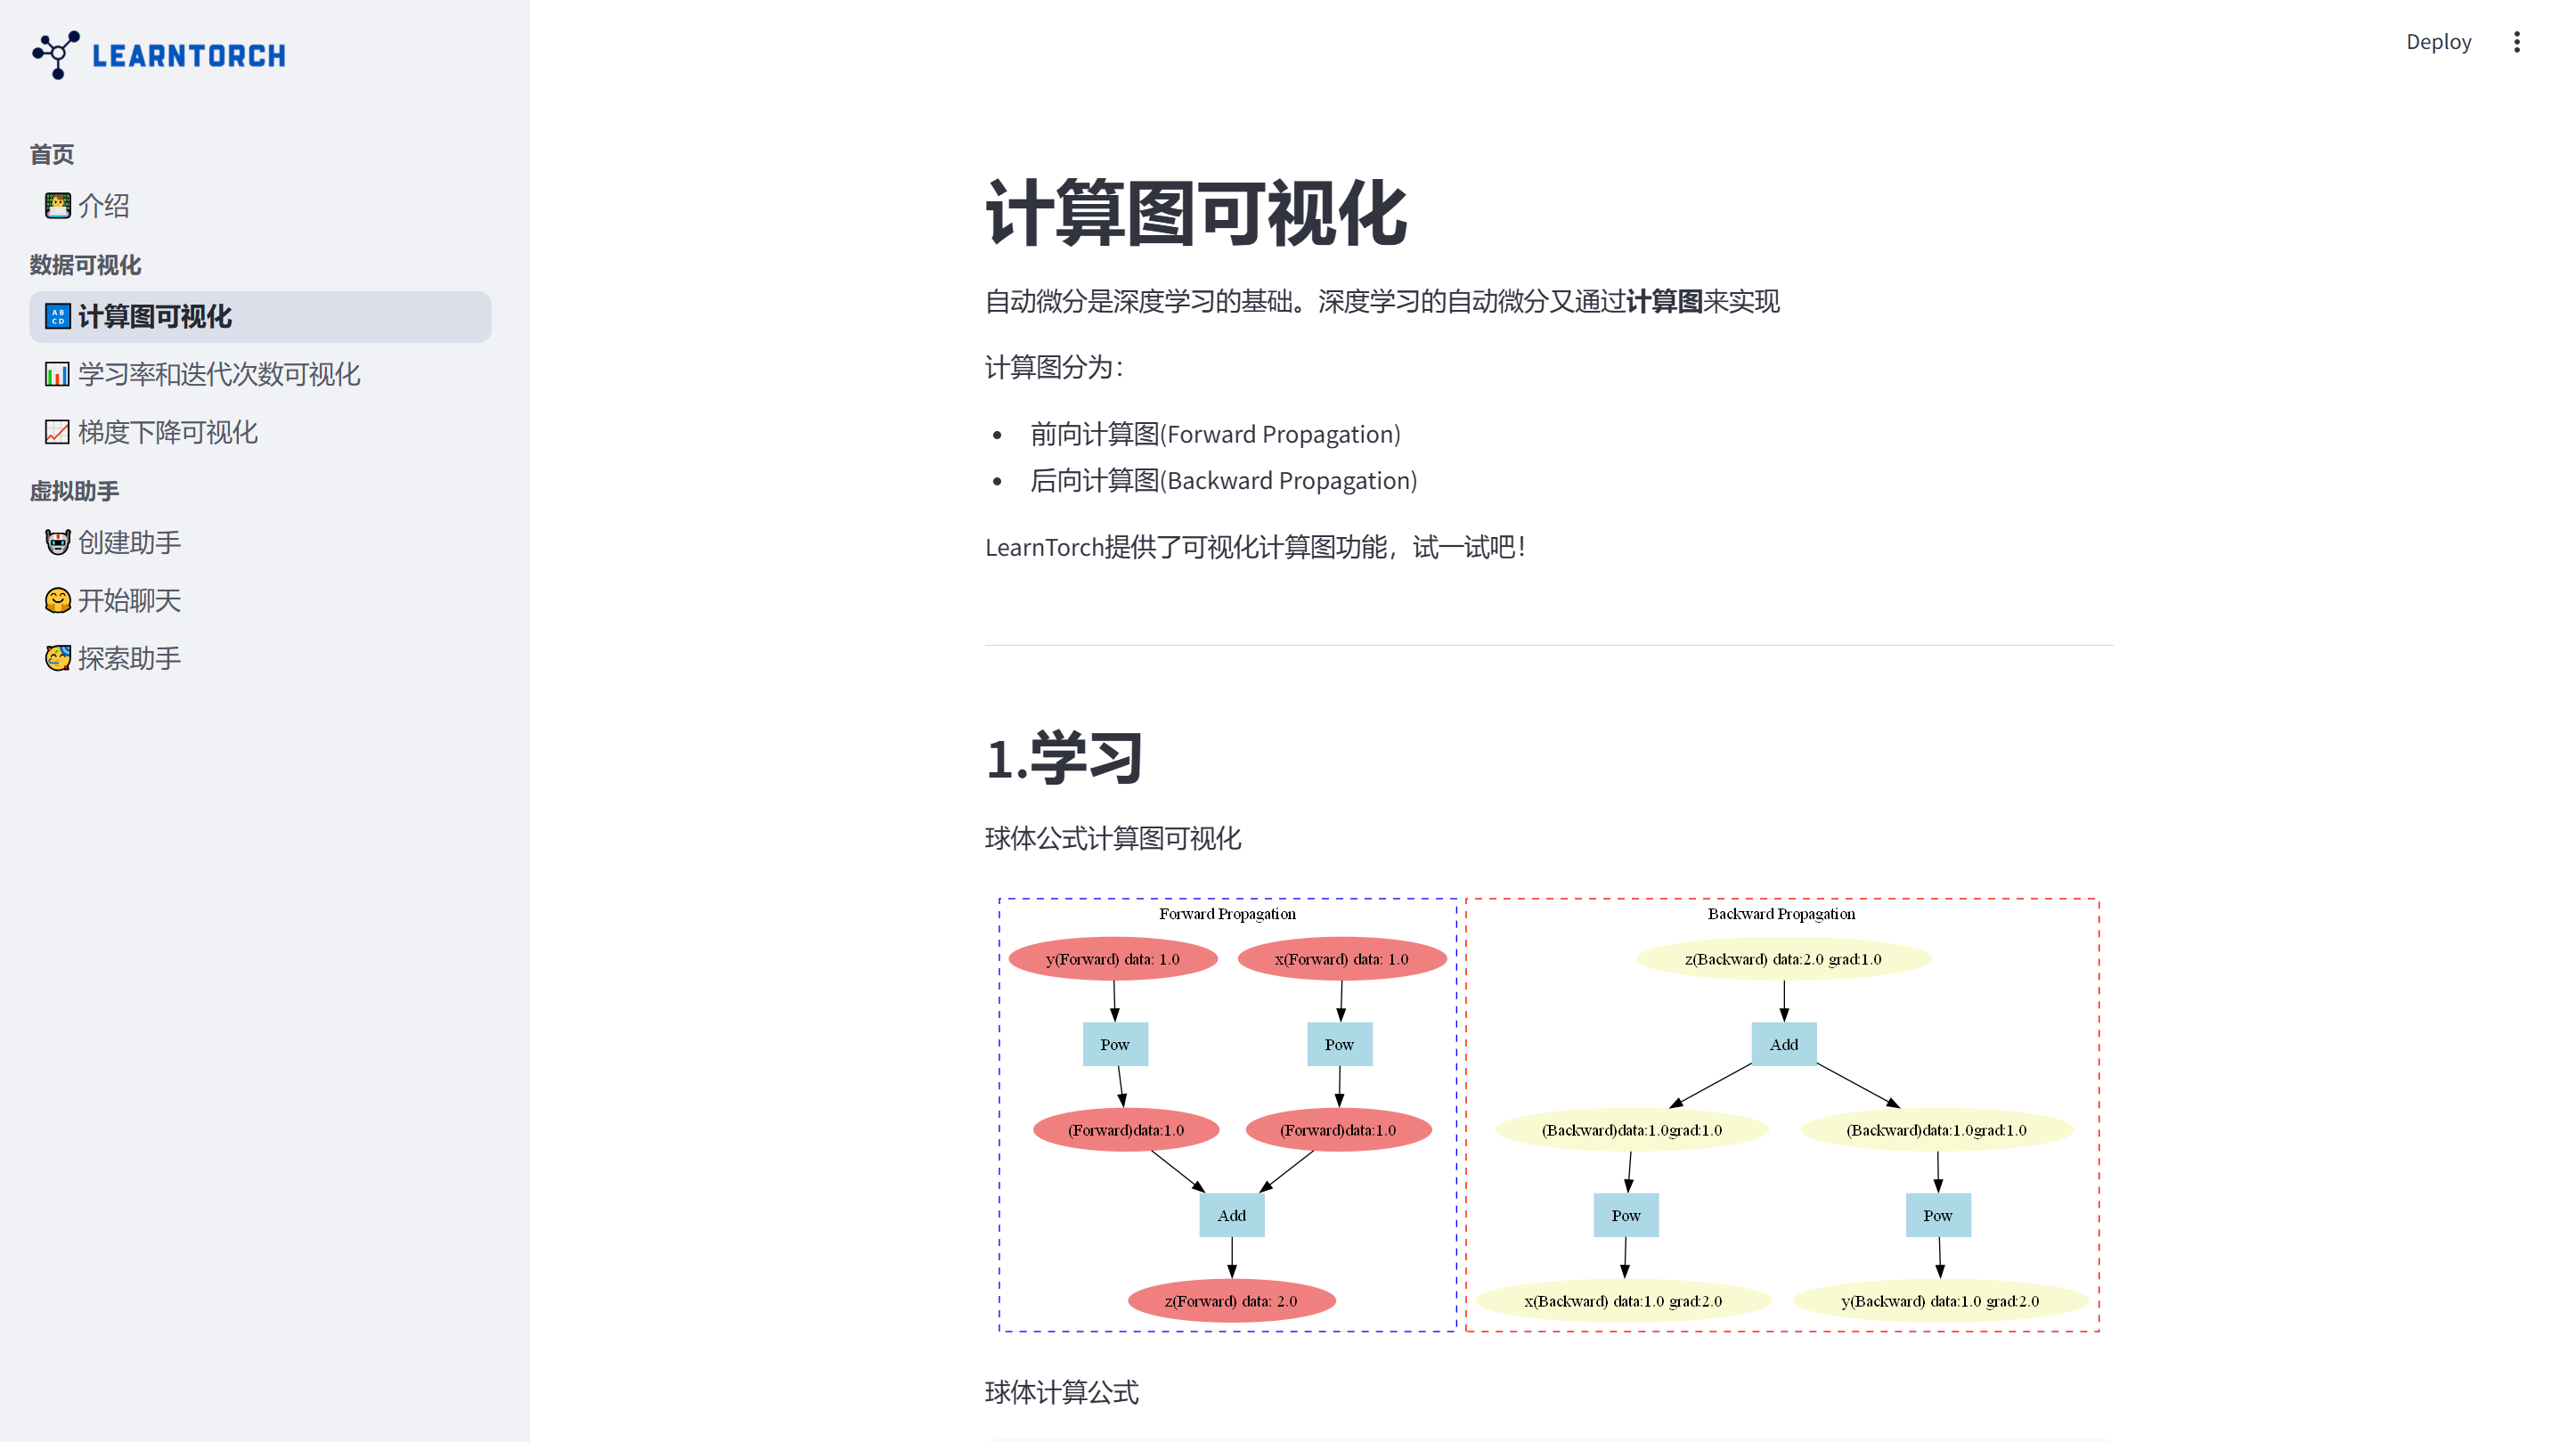 LEARNTORCH
首页
介绍
数据可视化
计算图可视化
学习率和迭代次数可视化
梯度下降可视化
虚拟助手
创建助手
开始聊天
探索助手
Deploy
计算图可视化
自动微分是深度学习的基础。深度学习的自动微分又通过计算图来实现
计算图分为：
• 前向计算图(Forward Propagation)
• 后向计算图(Backward Propagation)
LearnTorch提供了可视化计算图功能，试一试吧！
1.学习
球体公式计算图可视化
Forward Propagation
y(Forward) data: 1.0
x(Forward) data: 1.0
Pow
Pow
(Forward)data:1.0
(Forward)data:1.0
Add
z(Forward) data: 2.0
Backward Propagation
z(Backward) data:2.0 grad:1.0
Add
(Backward)data:1.0grad:1.0
(Backward)data:1.0grad:1.0
Pow
Pow
x(Backward) data:1.0 grad:2.0
y(Backward) data:1.0 grad:2.0
球体计算公式